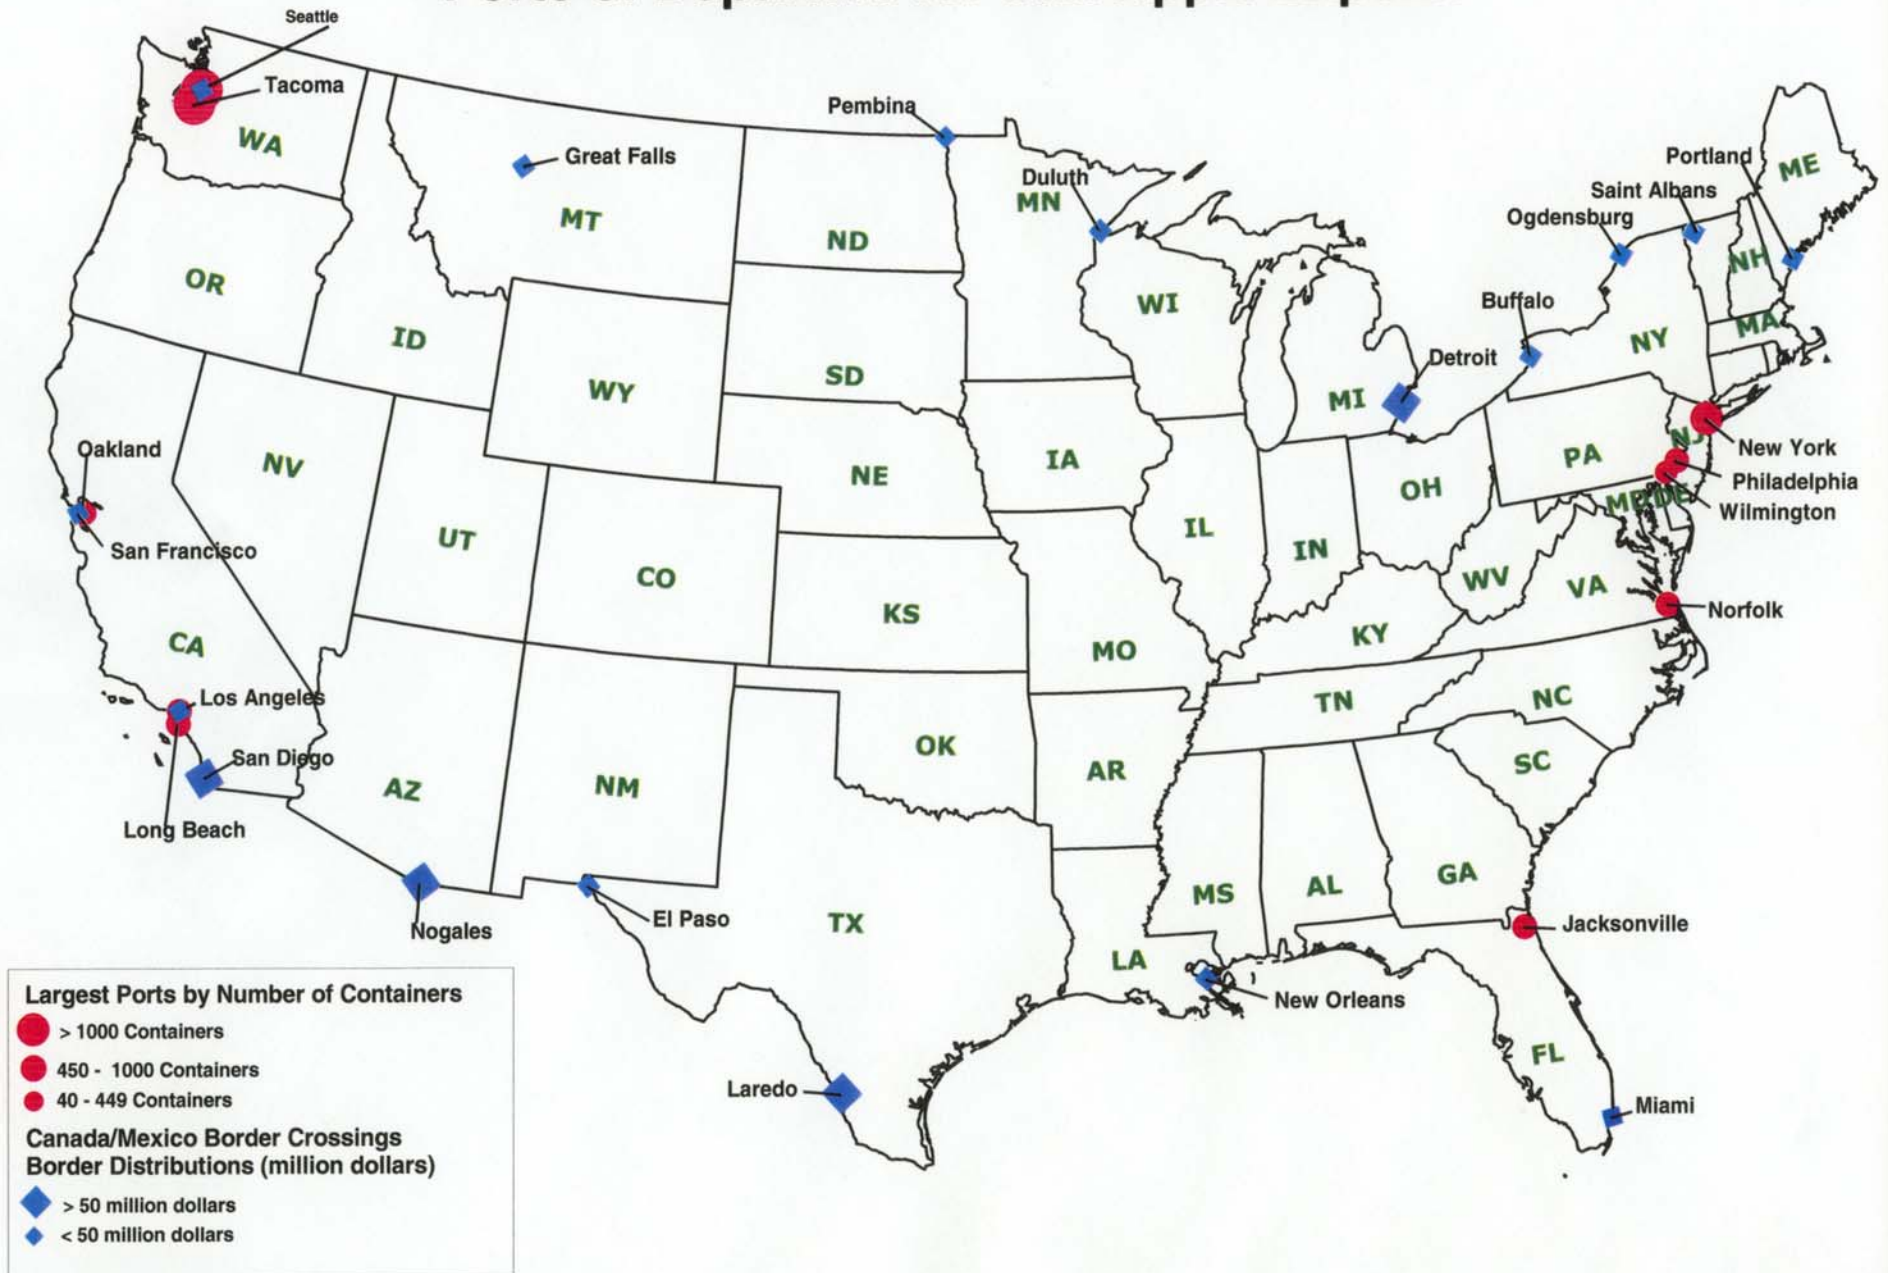 Seattle
Tacoma
WA
Great Falls
MT
Pembina
ND
Duluth
MN
Portland
ME
Saint Albans
Ogdensburg
NH
OR
ID
WY
SD
WI
Buffalo
NY
MA
Detroit
MI
Oakland
San Francisco
NV
UT
CO
NE
IA
IL
IN
OH
PA
NJ
New York
Philadelphia
Wilmington
MD
DE
CA
KS
MO
KY
WV
VA
Norfolk
Los Angeles
San Diego
Long Beach
AZ
NM
OK
AR
TN
NC
SC
Nogales
El Paso
TX
MS
AL
GA
Jacksonville
LA
New Orleans
FL
Laredo
Miami
Largest Ports by Number of Containers
> 1000 Containers
450 - 1000 Containers
40 - 449 Containers
Canada/Mexico Border Crossings
Border Distributions (million dollars)
> 50 million dollars
< 50 million dollars